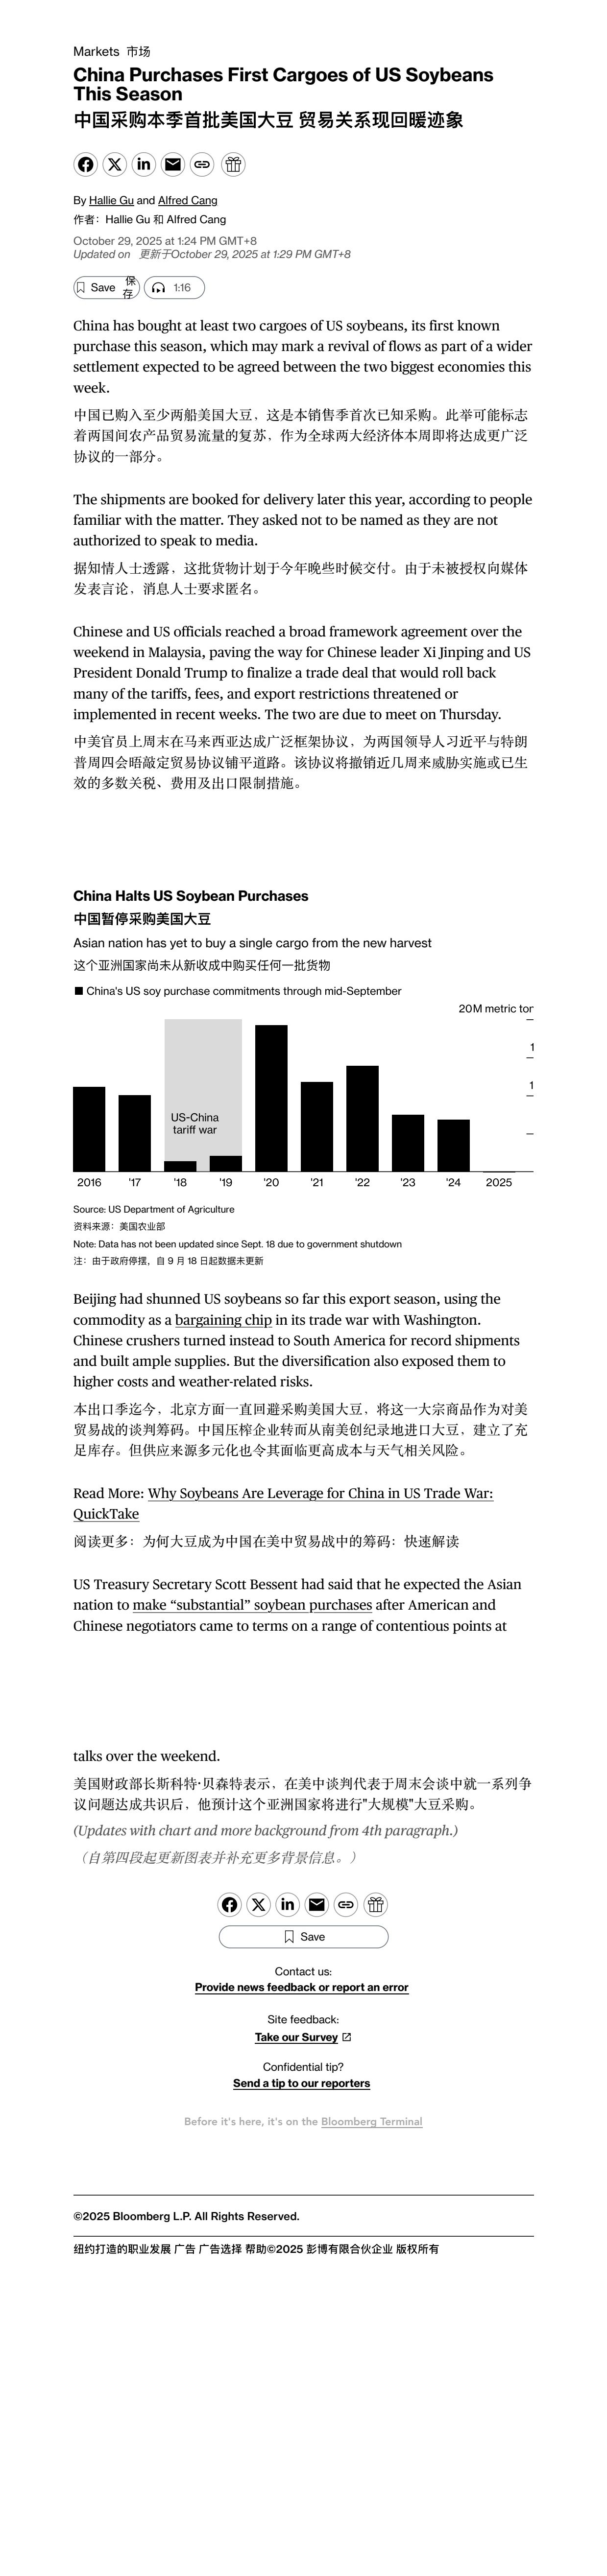 Markets 市场
China Purchases First Cargoes of US Soybeans
This Season
中国采购本季首批美国大豆 贸易关系现回暖迹象
By Hallie Gu and Alfred Cang
作者：Hallie Gu 和 Alfred Cang
October 29, 2025 at 1:24 PM GMT+8
Updated on 更新于October 29, 2025 at 1:29 PM GMT+8
Save 保存 1:16
China has bought at least two cargoes of US soybeans, its first known
purchase this season, which may mark a revival of flows as part of a wider
settlement expected to be agreed between the two biggest economies this
week.
中国已购入至少两船美国大豆，这是本销售季首次已知采购。此举可能标志
着两国间农产品贸易流量的复苏，作为全球两大经济体本周即将达成更广泛
协议的一部分。
The shipments are booked for delivery later this year, according to people
familiar with the matter. They asked not to be named as they are not
authorized to speak to media.
据知情人士透露，这批货物计划于今年晚些时候交付。由于未被授权向媒体
发表言论，消息人士要求匿名。
Chinese and US officials reached a broad framework agreement over the
weekend in Malaysia, paving the way for Chinese leader Xi Jinping and US
President Donald Trump to finalize a trade deal that would roll back
many of the tariffs, fees, and export restrictions threatened or
implemented in recent weeks. The two are due to meet on Thursday.
中美官员上周末在马来西亚达成广泛框架协议，为两国领导人习近平与特朗
普周四会晤敲定贸易协议铺平道路。该协议将撤销近几周来威胁实施或已生
效的多数关税、费用及出口限制措施。
China Halts US Soybean Purchases
中国暂停采购美国大豆
Asian nation has yet to buy a single cargo from the new harvest
这个亚洲国家尚未从新收成中购买任何一批货物
China's US soy purchase commitments through mid-September
20M metric tor
1
1
US-China
tariff war
2016 '17 '18 '19 '20 '21 '22 '23 '24 2025
Source: US Department of Agriculture
资料来源：美国农业部
Note: Data has not been updated since Sept. 18 due to government shutdown
注：由于政府停摆，自 9 月 18 日起数据未更新
Beijing had shunned US soybeans so far this export season, using the
commodity as a bargaining chip in its trade war with Washington.
Chinese crushers turned instead to South America for record shipments
and built ample supplies. But the diversification also exposed them to
higher costs and weather-related risks.
本出口季迄今，北京方面一直回避采购美国大豆，将这一大宗商品作为对美
贸易战的谈判筹码。中国压榨企业转而从南美创纪录地进口大豆，建立了充
足库存。但供应来源多元化也令其面临更高成本与天气相关风险。
Read More: Why Soybeans Are Leverage for China in US Trade War:
QuickTake
阅读更多：为何大豆成为中国在美中贸易战中的筹码：快速解读
US Treasury Secretary Scott Bessent had said that he expected the Asian
nation to make “substantial” soybean purchases after American and
Chinese negotiators came to terms on a range of contentious points at
talks over the weekend.
美国财政部长斯科特·贝森特表示，在美中谈判代表于周末会谈中就一系列争
议问题达成共识后，他预计这个亚洲国家将进行"大规模"大豆采购。
(Updates with chart and more background from 4th paragraph.)
（自第四段起更新图表并补充更多背景信息。）
Save
Contact us:
Provide news feedback or report an error
Site feedback:
Take our Survey
Confidential tip?
Send a tip to our reporters
Before it's here, it's on the Bloomberg Terminal
©2025 Bloomberg L.P. All Rights Reserved.
纽约打造的职业发展 广告 广告选择 帮助©2025 彭博有限合伙企业 版权所有